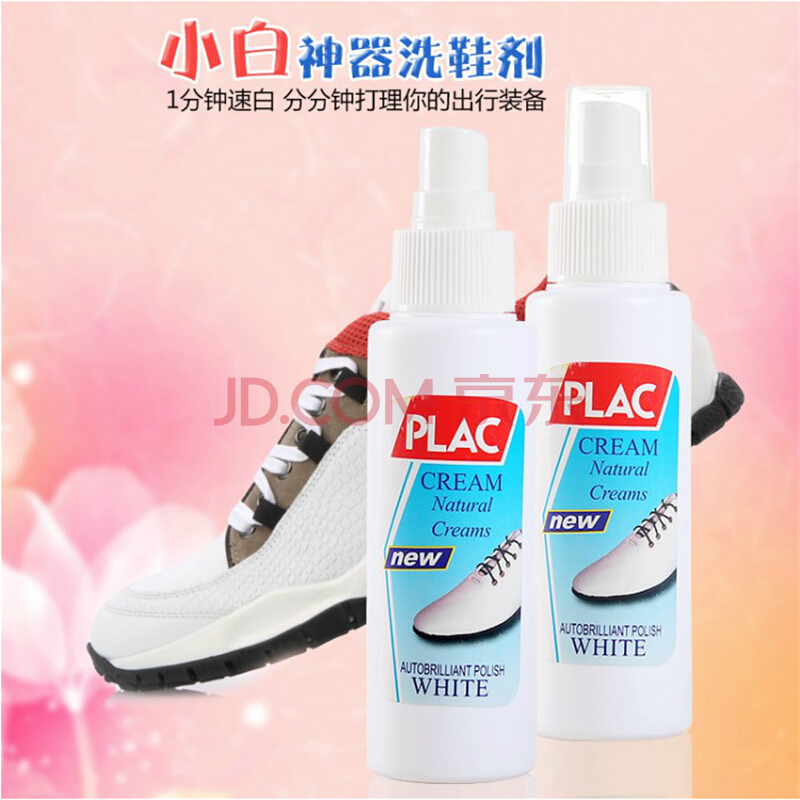 小白神器洗鞋剂
1分钟速白 分分钟打理你的出行装备
JD.COM 京东
PLAC
CREAM
Natural
Creams
new
AUTOBRILLIANT POLISH
WHITE
PLAC
CREAM
Natural
Creams
new
AUTOBRILLIANT POLISH
WHITE